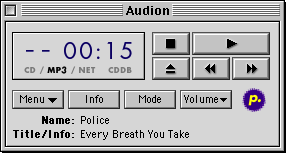 Audion
-- 00:15
CD / MP3 / NET CDDB
Menu Info Mode Volume p.
Name: Police
Title/Info: Every Breath You Take